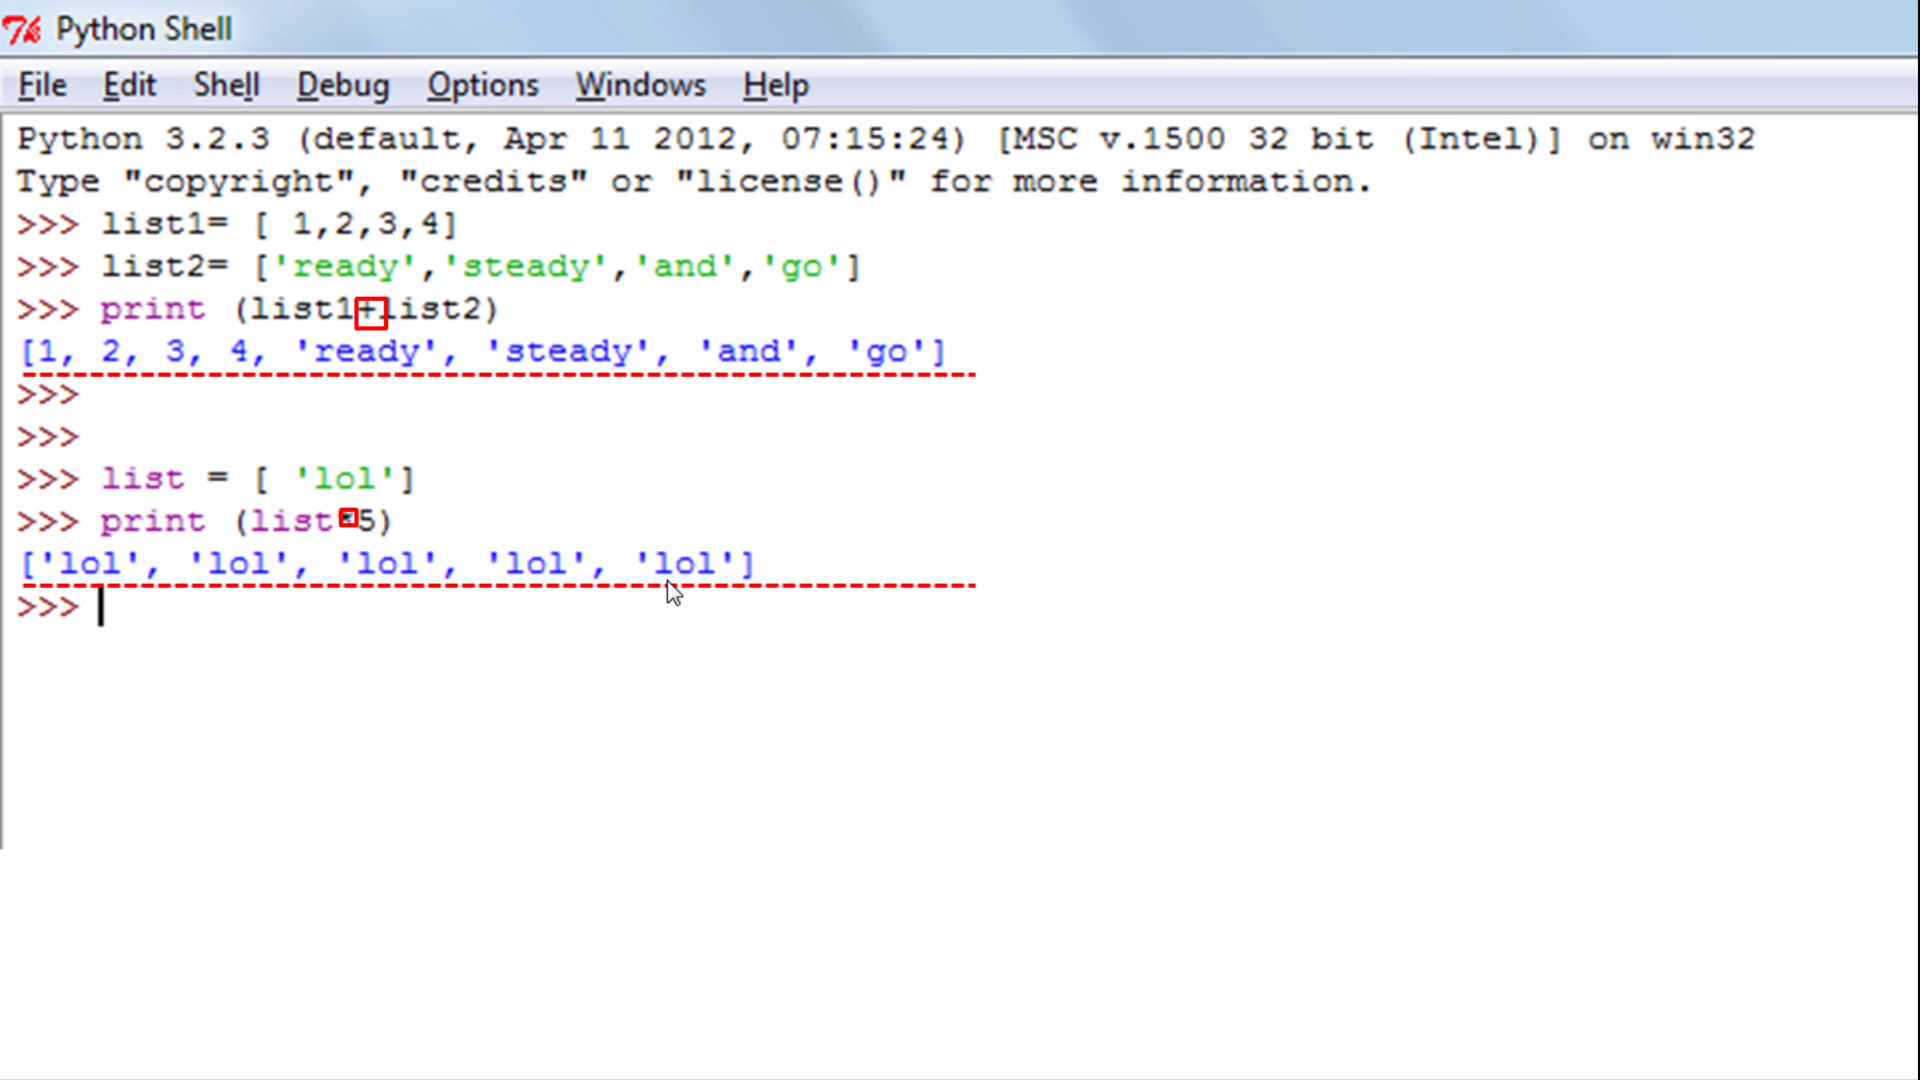 Python Shell
File Edit Shell Debug Options Windows Help
Python 3.2.3 (default, Apr 11 2012, 07:15:24) [MSC v.1500 32 bit (Intel)] on win32
Type "copyright", "credits" or "license()" for more information.
>>> list1= [ 1,2,3,4]
>>> list2= ['ready','steady','and','go']
>>> print (list1+list2)
[1, 2, 3, 4, 'ready', 'steady', 'and', 'go']
>>>
>>>
>>> list = [ 'lol']
>>> print (list*5)
['lol', 'lol', 'lol', 'lol', 'lol']
>>>